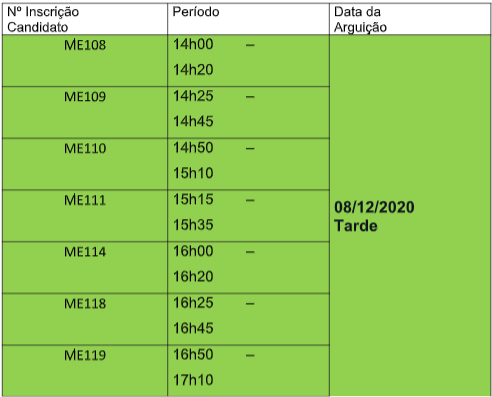 Nº Inscrição Candidato Período Data da Arguição
ME108 14h00 –
14h20
ME109 14h25 –
14h45
ME110 14h50 –
15h10
ME111 15h15 –
15h35
08/12/2020
Tarde
ME114 16h00 –
16h20
ME118 16h25 –
16h45
ME119 16h50 –
17h10